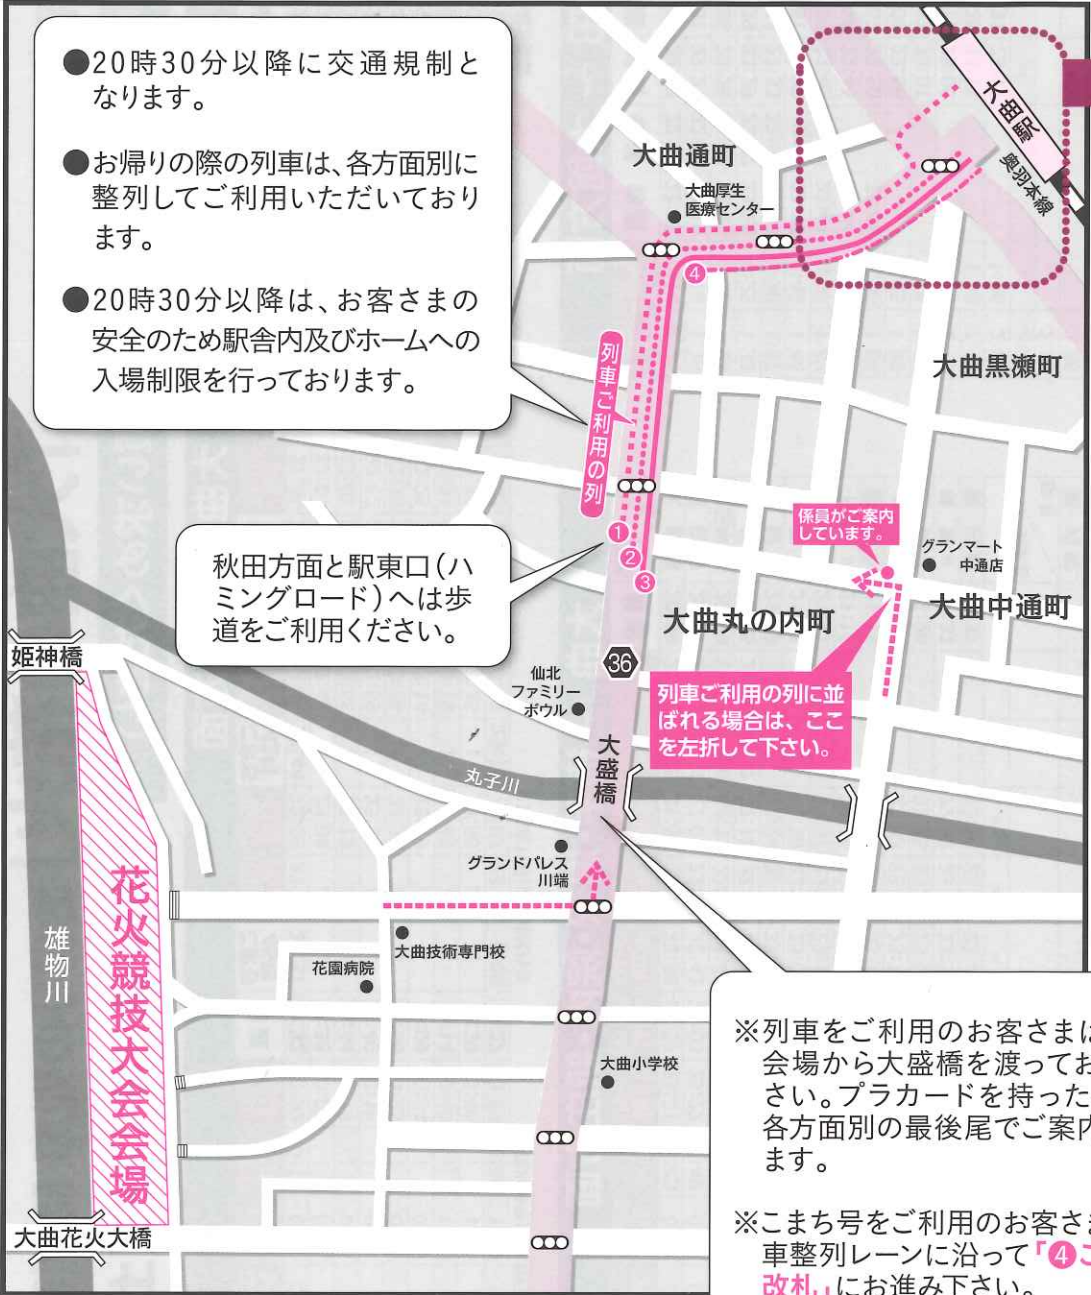 ●20時30分以降に交通規制と
なります。
●お帰りの際の列車は、各方面別に
整列してご利用いただいており
ます。
●20時30分以降は、お客さまの
安全のため駅舎内及びホームへの
入場制限を行っております。
大曲駅
奥羽本線
大曲通町
大曲厚生
医療センター
④
大曲黒瀬町
列車ご利用の列
①
②
③
係員がご案内
しています。
グランマート
中通店
秋田方面と駅東口(ハ
ミングロード)へは歩
道をご利用ください。
大曲丸の内町
大曲中通町
姫神橋
36
仙北
ファミリー
ボウル
列車ご利用の列に並
ばれる場合は、ここ
を左折して下さい。
大盛橋
丸子川
グランドパレス
川端
花火競技大会会場
雄物川
大曲技術専門校
花園病院
大曲小学校
大曲花火大橋
※列車をご利用のお客さまは
会場から大盛橋を渡ってお
さい。プラカードを持った
各方面別の最後尾でご案内
ます。
※こまち号をご利用のお客さま
車整列レーンに沿って「❹こ
改札」にお進み下さい。